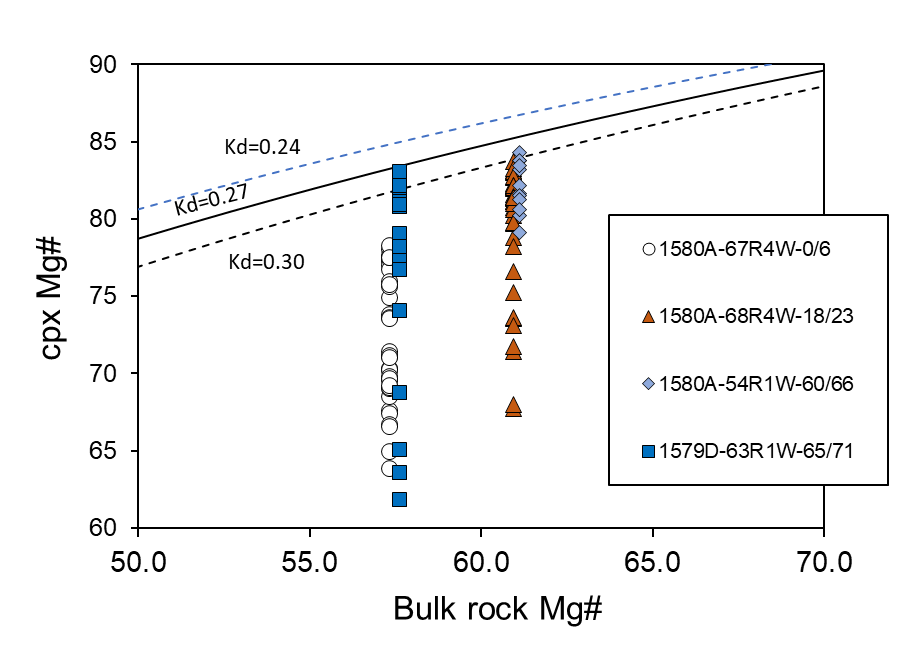 90
85
80
75
70
65
60
cpx Mg#
Kd=0.24
Kd=0.27
Kd=0.30
1580A-67R4W-0/6
1580A-68R4W-18/23
1580A-54R1W-60/66
1579D-63R1W-65/71
50.0 55.0 60.0 65.0 70.0
Bulk rock Mg#